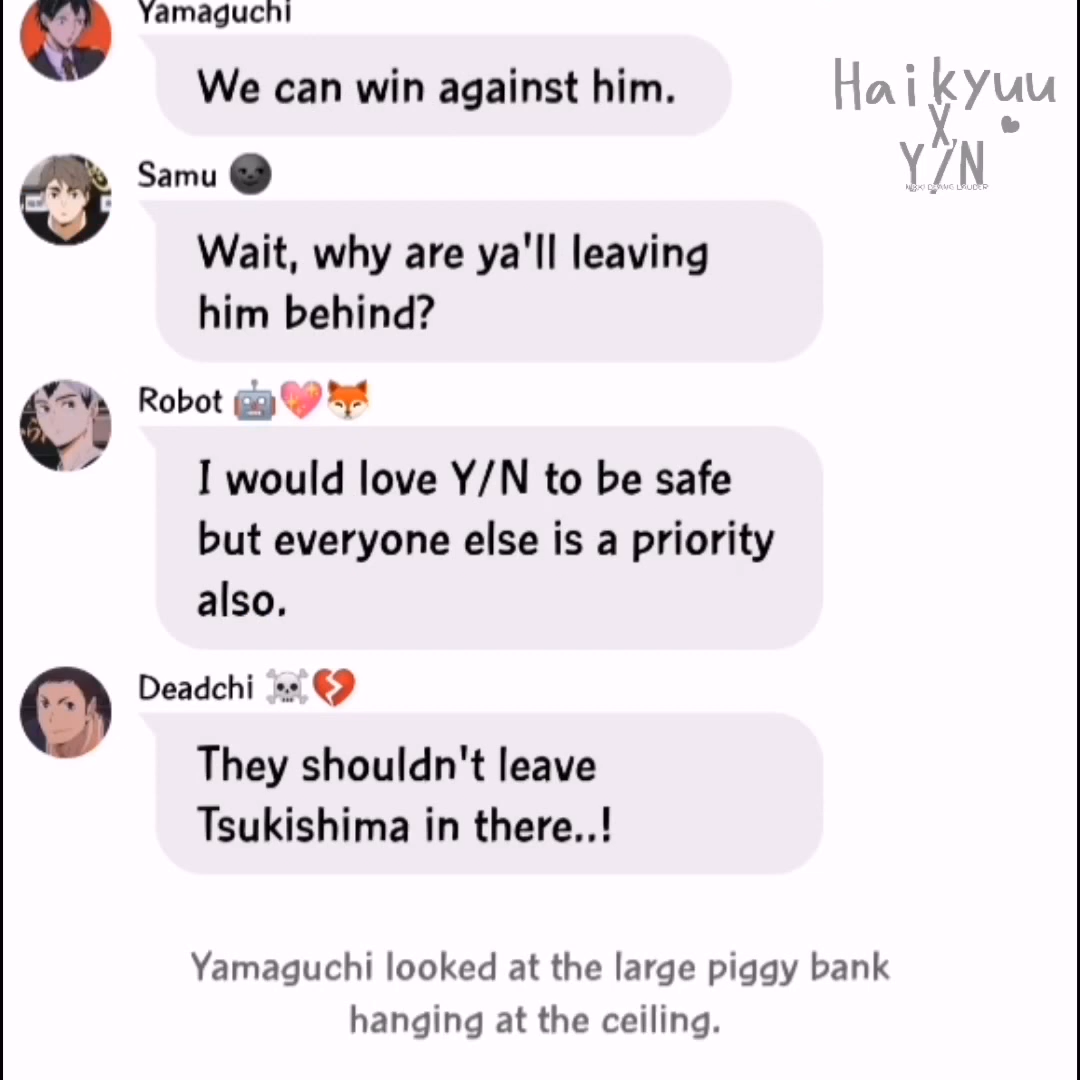 Yamaguchi
We can win against him.
Haikyuu
X
Y/N
Samu 🌚
Wait, why are ya'll leaving
him behind?
Robot 🤖💖🦊
I would love Y/N to be safe
but everyone else is a priority
also.
Deadchi ☠️💔
They shouldn't leave
Tsukishima in there..!
Yamaguchi looked at the large piggy bank
hanging at the ceiling.